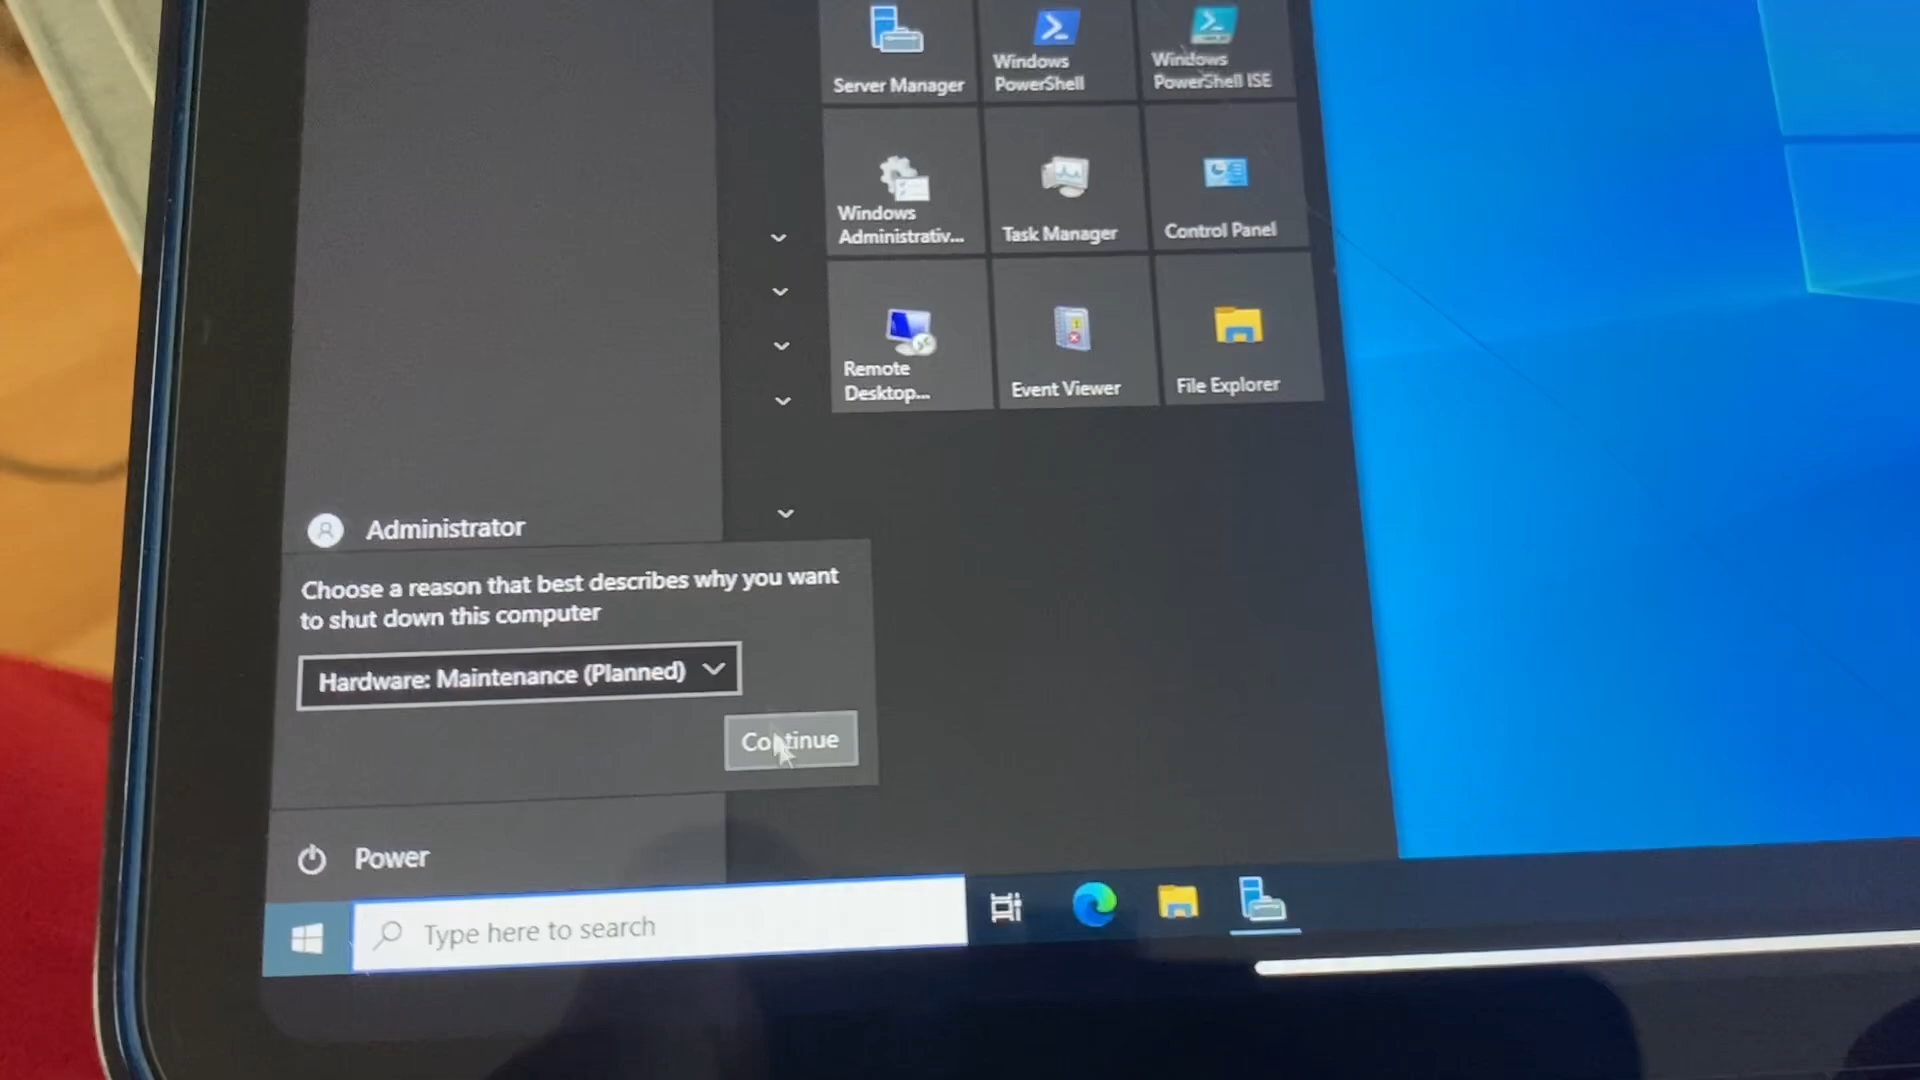 Server Manager
Windows
PowerShell
Windows
PowerShell ISE
Windows
Administrativ...
Task Manager
Control Panel
Remote
Desktop...
Event Viewer
File Explorer
Administrator
Choose a reason that best describes why you want
to shut down this computer
Hardware: Maintenance (Planned)
Continue
Power
Type here to search